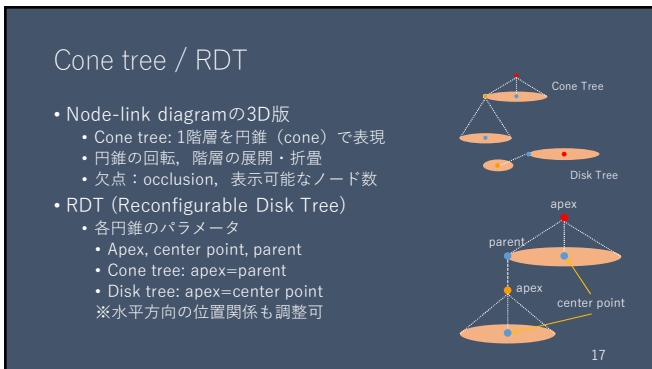 Cone tree / RDT
• Node-link diagramの3D版
• Cone tree: 1階層を円錐（cone）で表現
• 円錐の回転，階層の展開・折畳
• 欠点：occlusion，表示可能なノード数
• RDT (Reconfigurable Disk Tree)
• 各円錐のパラメータ
• Apex, center point, parent
• Cone tree: apex=parent
• Disk tree: apex=center point
※水平方向の位置関係も調整可
Cone Tree
Disk Tree
apex
parent
apex
center point
17